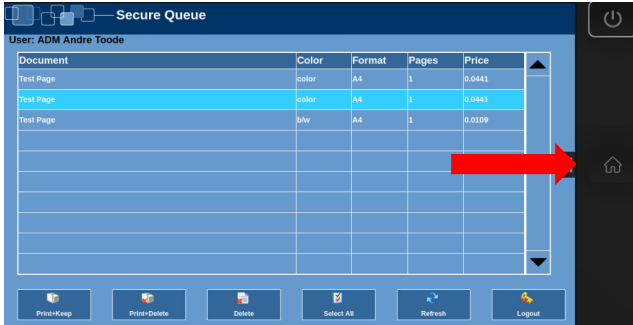 Secure Queue
User: ADM Andre Toode
Document Color Format Pages Price
Test Page color A4 1 0.0441
Test Page color A4 1 0.0441
Test Page b/w A4 1 0.0109
Print+Keep Print+Delete Delete Select All Refresh Logout